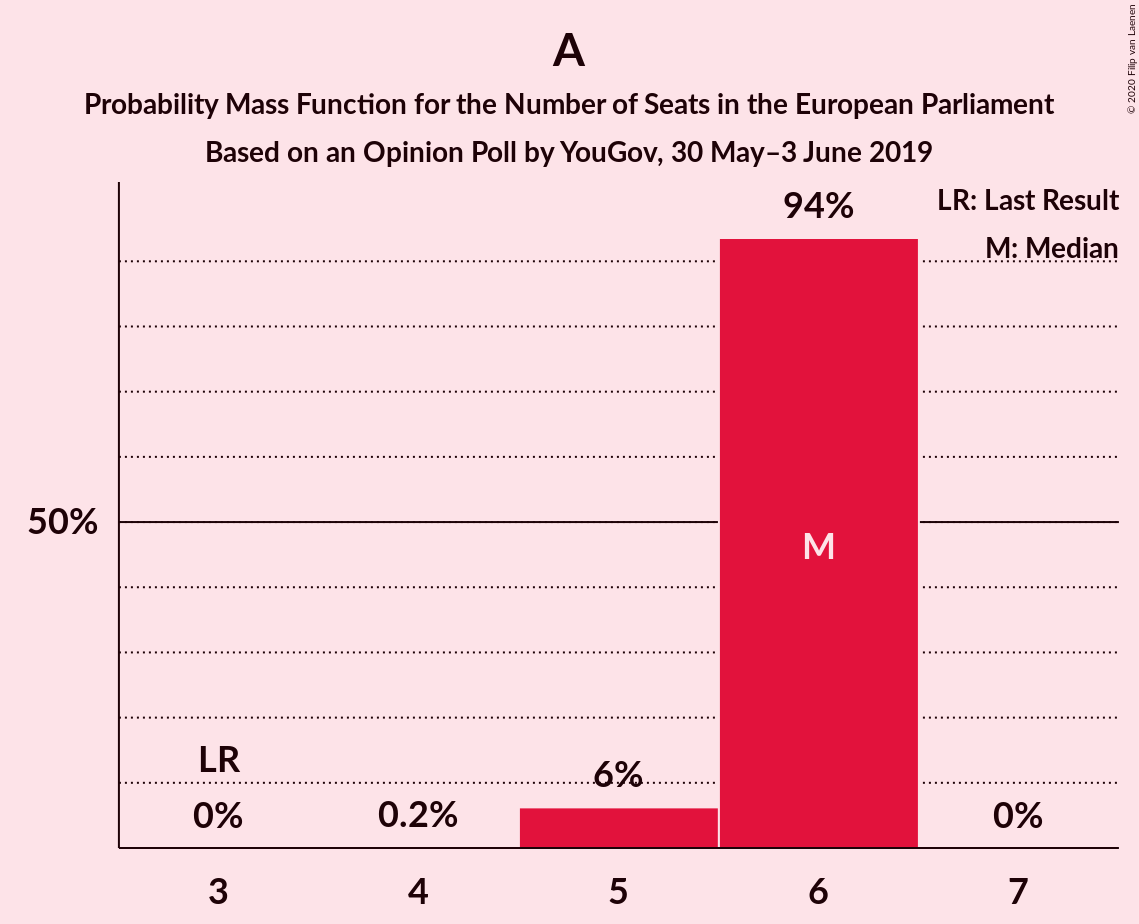 A
Probability Mass Function for the Number of Seats in the European Parliament
Based on an Opinion Poll by YouGov, 30 May–3 June 2019
© 2020 Filip van Laenen
LR: Last Result
M: Median
94%
50%
M
LR
6%
0%
0.2%
0%
3
4
5
6
7